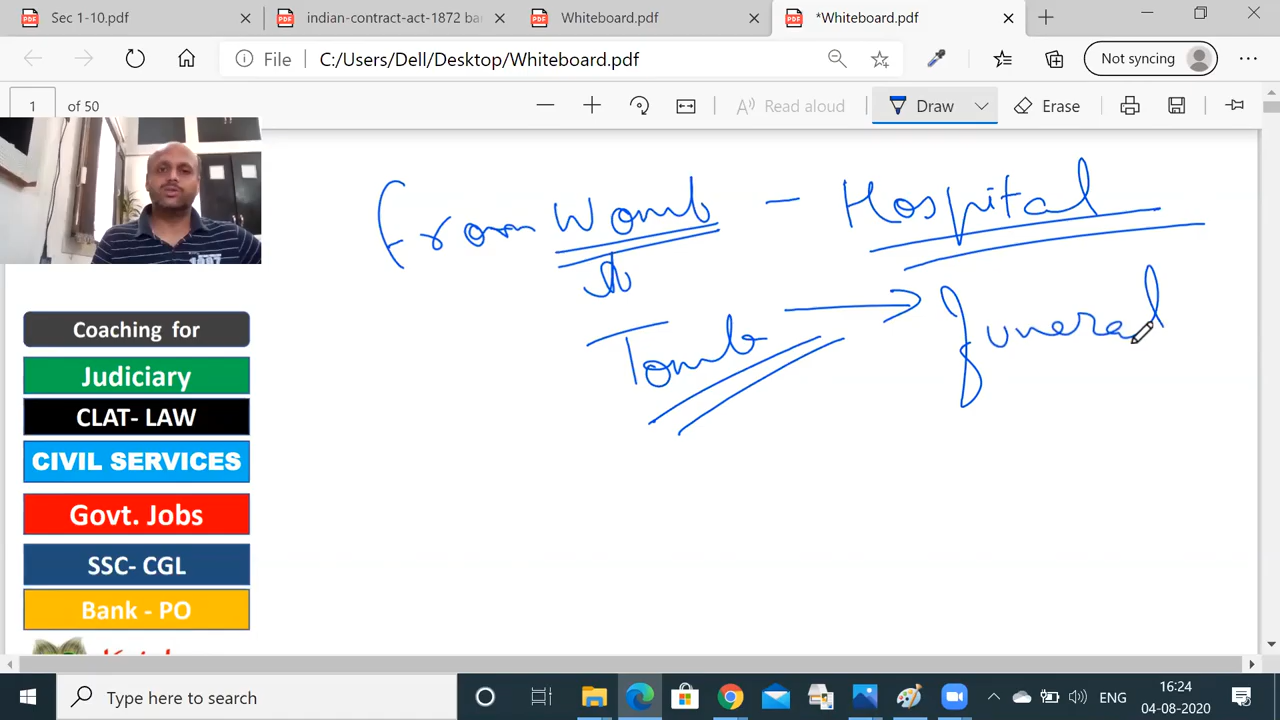 Sec 1-10.pdf
indian-contract-act-1872 ba
Whiteboard.pdf
*Whiteboard.pdf
File
C:/Users/Dell/Desktop/Whiteboard.pdf
Not syncing
1 of 50
Read aloud
Draw
Erase
From Womb - Hospital
to
Tomb → funeral
Coaching for
Judiciary
CLAT- LAW
CIVIL SERVICES
Govt. Jobs
SSC- CGL
Bank - PO
Type here to search
ENG
16:24
04-08-2020